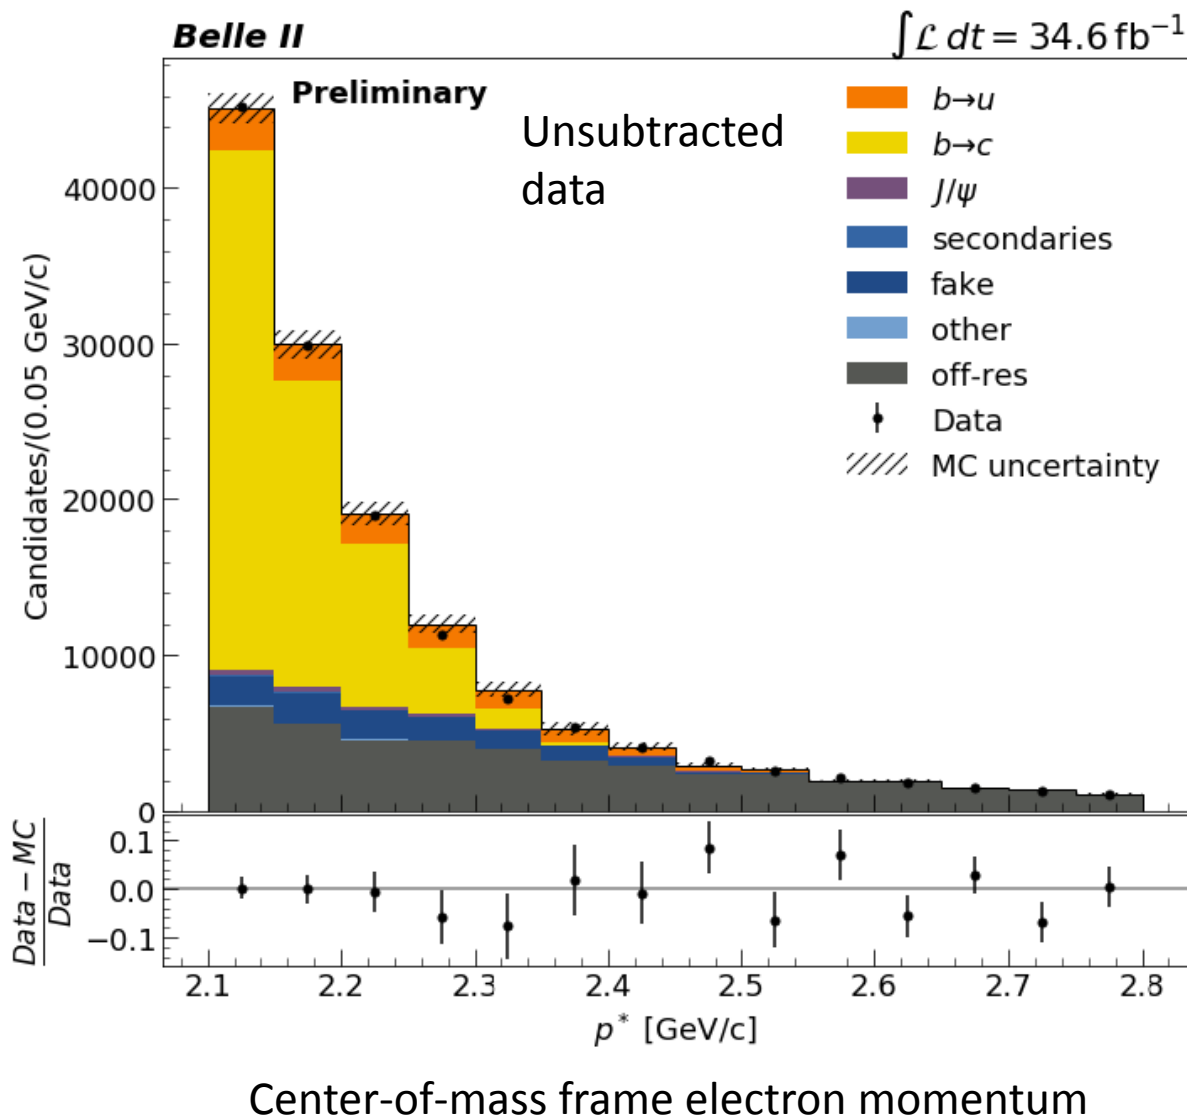 Belle II
∫ℒ dt = 34.6 fb⁻¹
Preliminary
Unsubtracted
data
b→u
b→c
J/ψ
secondaries
fake
other
off-res
Data
MC uncertainty
Candidates/(0.05 GeV/c)
40000
30000
20000
10000
0
Data − MC
Data
0.1
0.0
−0.1
2.1 2.2 2.3 2.4 2.5 2.6 2.7 2.8
p* [GeV/c]
Center-of-mass frame electron momentum